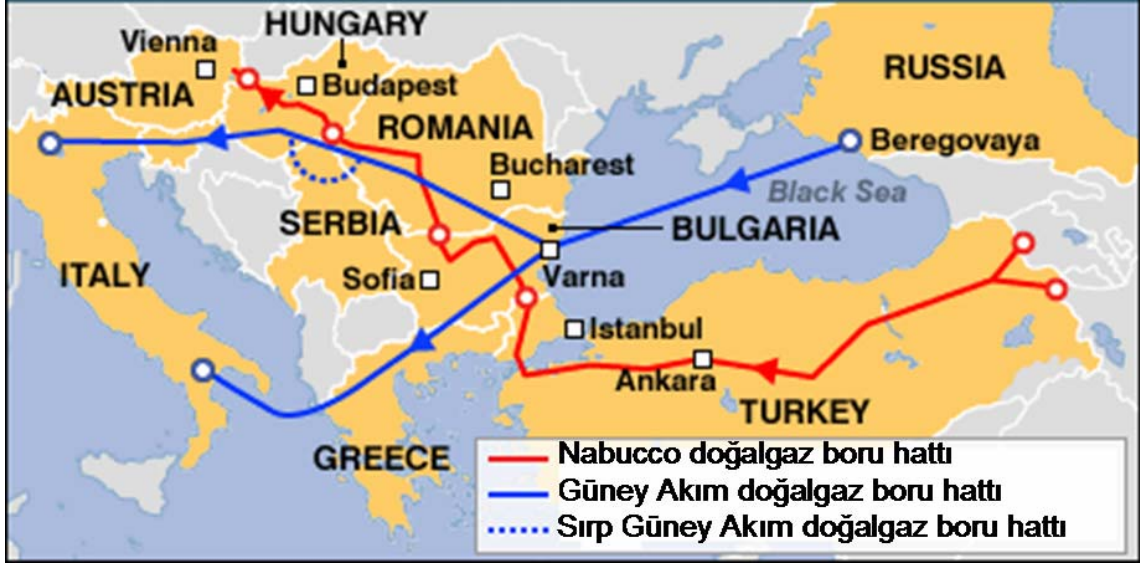 HUNGARY
Vienna
AUSTRIA
Budapest
RUSSIA
ROMANIA
Beregovaya
Bucharest
Black Sea
SERBIA
BULGARIA
ITALY
Sofia
Varna
Istanbul
Ankara
TURKEY
GREECE
Nabucco doğalgaz boru hattı
Güney Akım doğalgaz boru hattı
Sırp Güney Akım doğalgaz boru hattı